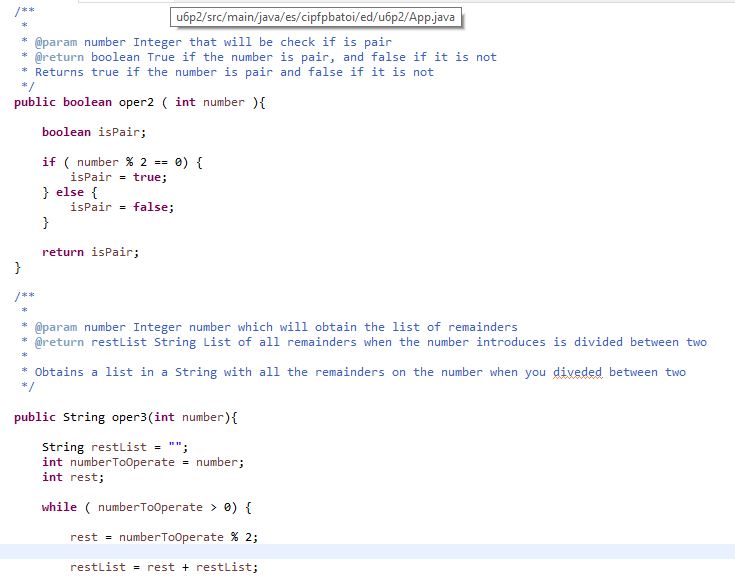 /**
u6p2/src/main/java/es/cipfpbatoi/ed/u6p2/App.java
*
* @param number Integer that will be check if is pair
* @return boolean True if the number is pair, and false if it is not
* Returns true if the number is pair and false if it is not
*/
public boolean oper2 ( int number ){
boolean isPair;
if ( number % 2 == 0) {
isPair = true;
} else {
isPair = false;
}
return isPair;
}
/**
*
* @param number Integer number which will obtain the list of remainders
* @return restList String List of all remainders when the number introduces is divided between two
*
* Obtains a list in a String with all the remainders on the number when you diveded between two
*/
public String oper3(int number){
String restList = "";
int numberToOperate = number;
int rest;
while ( numberToOperate > 0) {
rest = numberToOperate % 2;
restList = rest + restList;